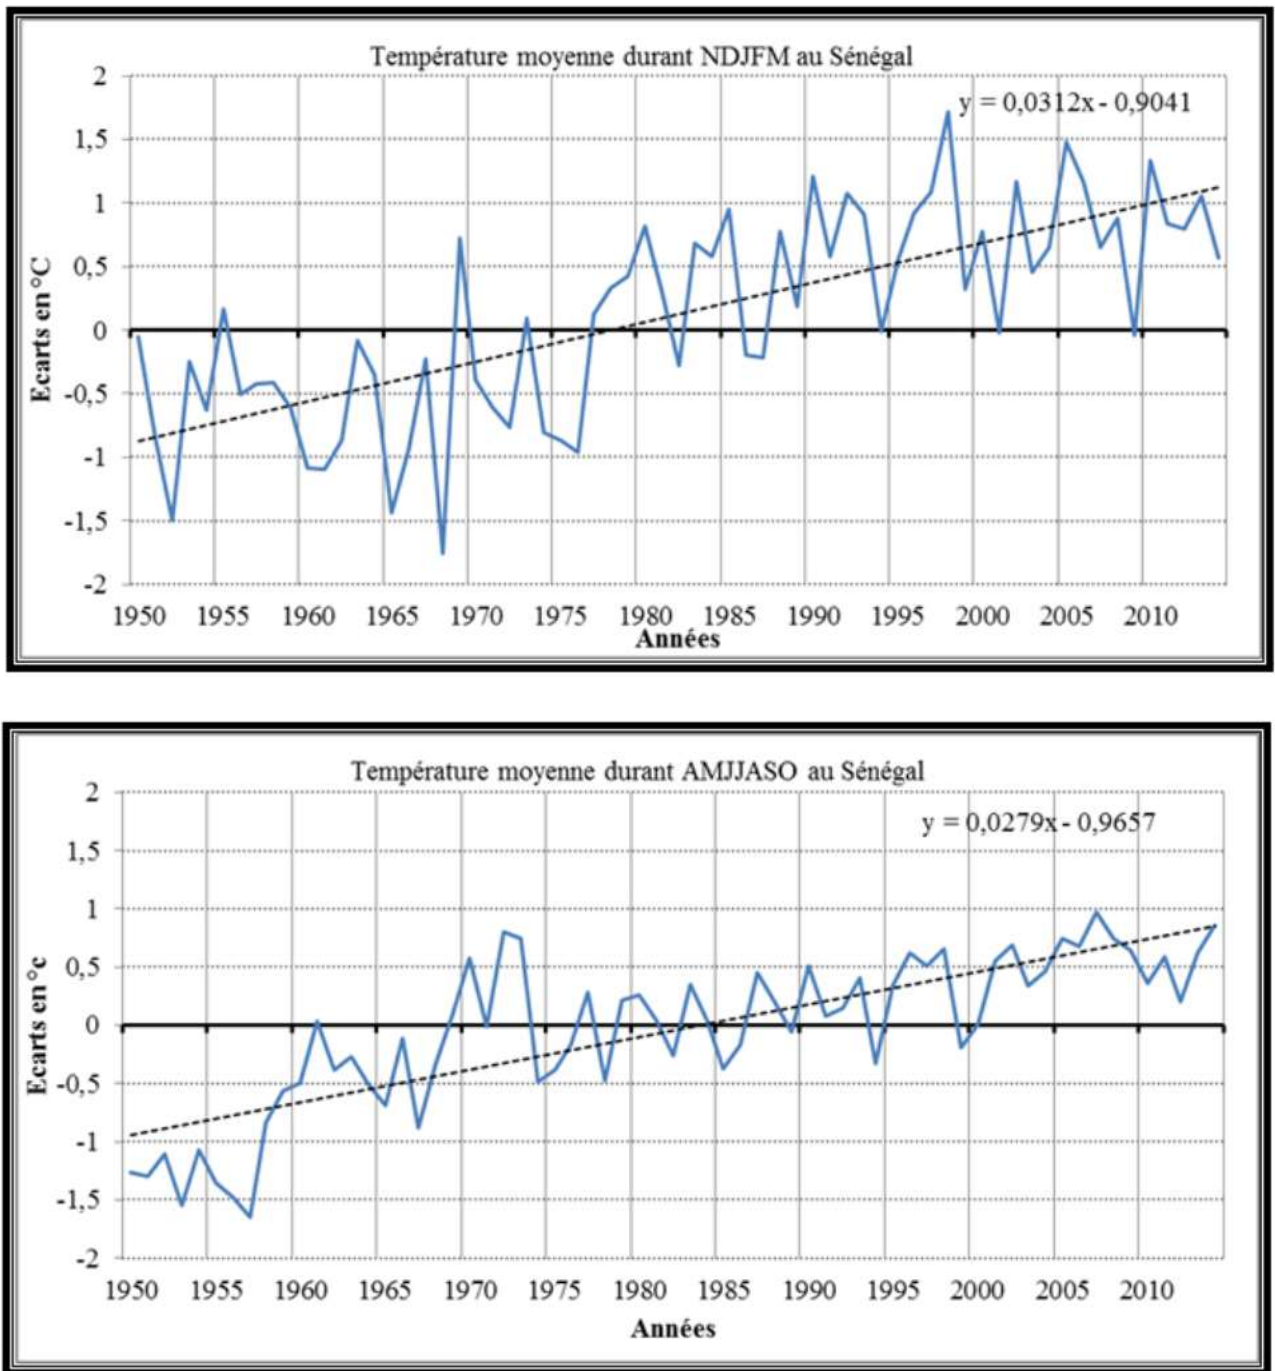 Température moyenne durant NDJFM au Sénégal
y = 0,0312x - 0,9041
2
1,5
1
0,5
0
-0,5
-1
-1,5
-2
Ecarts en °C
1950 1955 1960 1965 1970 1975 1980 1985 1990 1995 2000 2005 2010
Années
Température moyenne durant AMJJASO au Sénégal
y = 0,0279x - 0,9657
2
1,5
1
0,5
0
-0,5
-1
-1,5
-2
Ecarts en °c
1950 1955 1960 1965 1970 1975 1980 1985 1990 1995 2000 2005 2010
Années